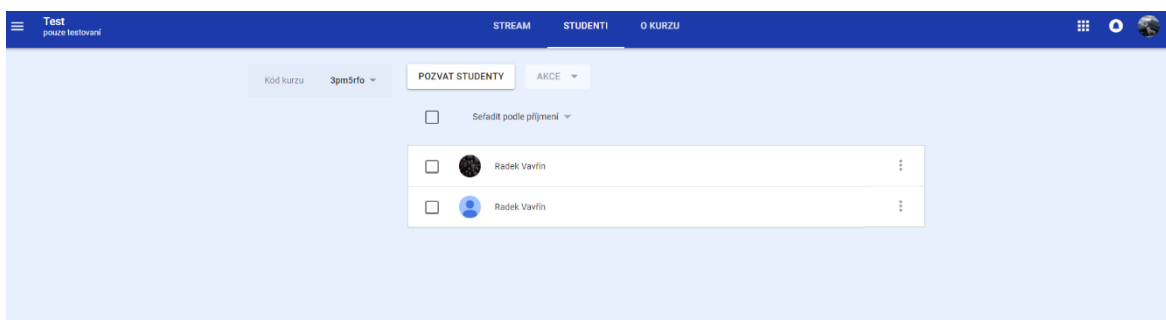 Test
pouze testovaní
STREAM STUDENTI O KURZU
Kód kurzu 3pm5rfo
POZVAT STUDENTY AKCE
Seřadit podle příjmení
Radek Vavřín
Radek Vavřín